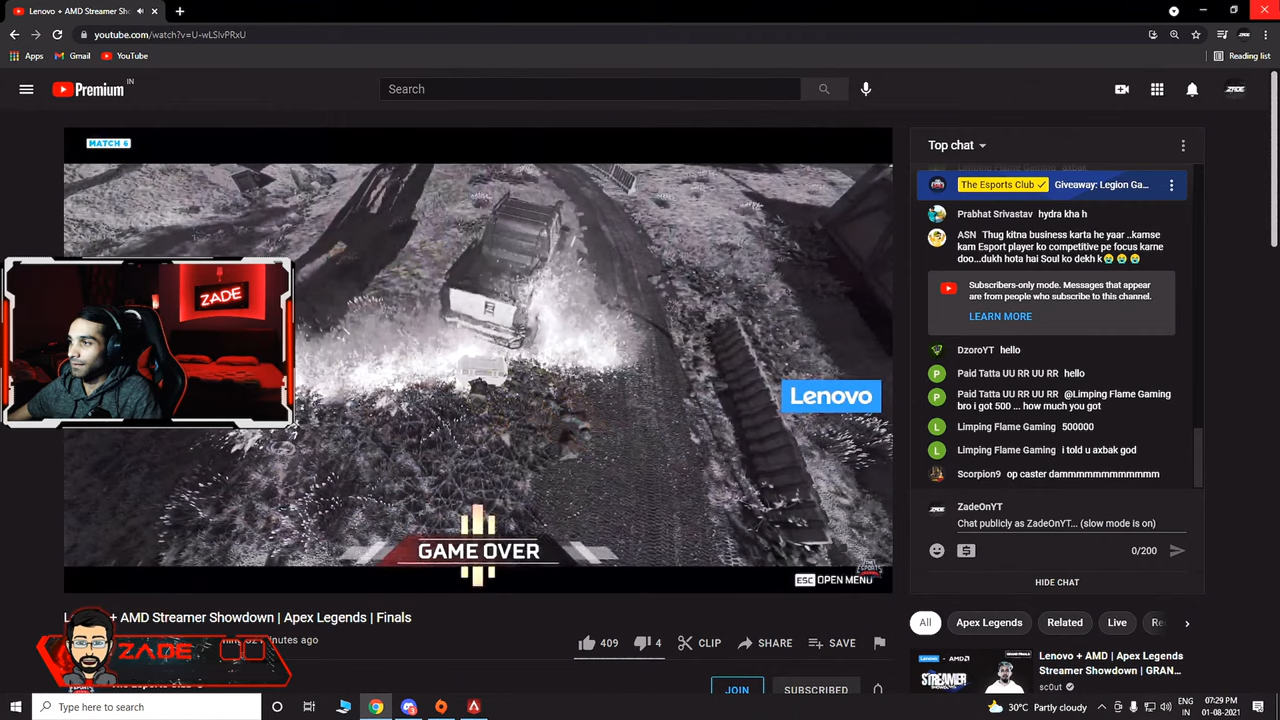 Lenovo + AMD Streamer Sho
youtube.com/watch?v=U-wLSlvPRxU
Apps
Gmail
YouTube
Reading list
Premium
IN
Search
ZADE
MATCH 6
ZADE
Lenovo
GAME OVER
ESC OPEN MENU
Top chat
The Esports Club Giveaway: Legion Ga...
Prabhat Srivastav hydra kha h
ASN Thug kitna business karta he yaar ..kamse
kam Esport player ko competitive pe focus karne
doo...dukh hota hai Soul ko dekh k😭 😭 😭
Subscribers-only mode. Messages that appear
are from people who subscribe to this channel.
LEARN MORE
DzoroYT hello
Paid Tatta UU RR UU RR hello
Paid Tatta UU RR UU RR @Limping Flame Gaming
bro i got 500 ... how much you got
Limping Flame Gaming 500000
Limping Flame Gaming i told u axbak god
Scorpion9 op caster dammmmmmmmmmm
ZadeOnYT
Chat publicly as ZadeOnYT... (slow mode is on)
0/200
HIDE CHAT
+ AMD Streamer Showdown | Apex Legends | Finals
minutes ago
409
4
CLIP
SHARE
SAVE
ZADE
JOIN
SUBSCRIBED
All
Apex Legends
Related
Live
Re
Lenovo + AMD | Apex Legends
Streamer Showdown | GRAN...
scOut
STREAMER
Type here to search
30°C Partly cloudy
ENG
IN
07:29 PM
01-08-2021